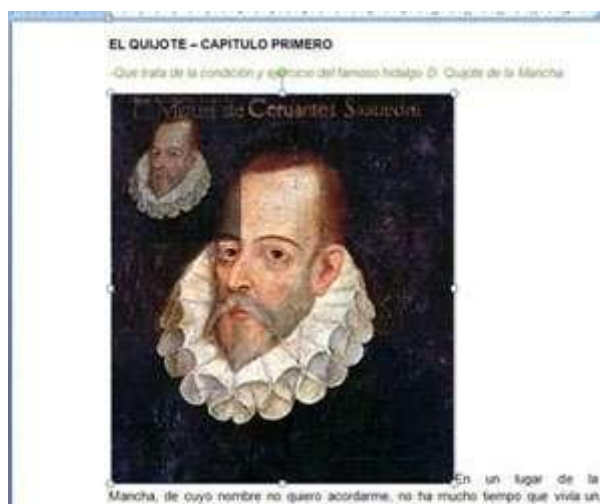 EL QUIJOTE – CAPITULO PRIMERO
-Que trata de la condición y ejercicio del famoso hidalgo D. Quijote de la Mancha
D. Miguel de Cervantes Saavedra
En un lugar de la
Mancha, de cuyo nombre no quiero acordarme, no ha mucho tiempo que vivía un